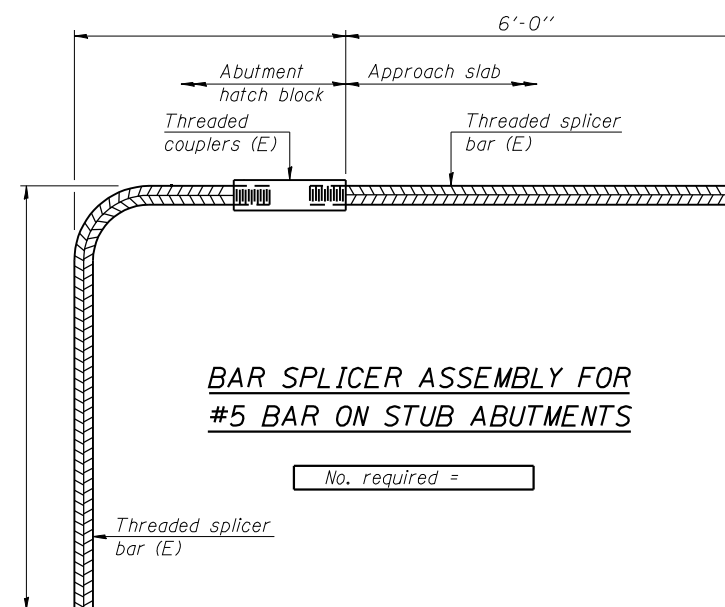 6'-0"
Abutment
hatch block
Approach slab
Threaded
couplers (E)
Threaded splicer
bar (E)
BAR SPLICER ASSEMBLY FOR
#5 BAR ON STUB ABUTMENTS
No. required =
Threaded splicer
bar (E)